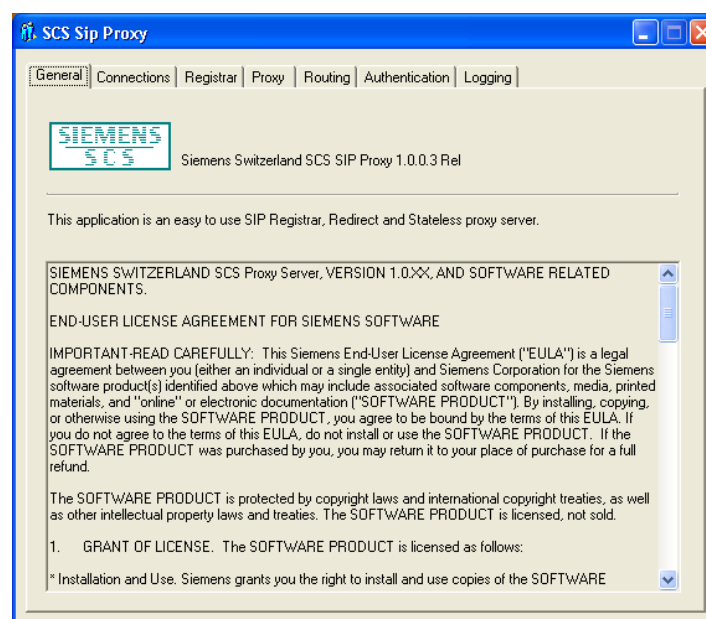 SCS Sip Proxy
General Connections Registrar Proxy Routing Authentication Logging
SIEMENS
SCS
Siemens Switzerland SCS SIP Proxy 1.0.0.3 Rel
This application is an easy to use SIP Registrar, Redirect and Stateless proxy server.
SIEMENS SWITZERLAND SCS Proxy Server, VERSION 1.0.XX, AND SOFTWARE RELATED
COMPONENTS.
END-USER LICENSE AGREEMENT FOR SIEMENS SOFTWARE
IMPORTANT-READ CAREFULLY: This Siemens End-User License Agreement ("EULA") is a legal
agreement between you (either an individual or a single entity) and Siemens Corporation for the Siemens
software product(s) identified above which may include associated software components, media, printed
materials, and "online" or electronic documentation ("SOFTWARE PRODUCT"). By installing, copying,
or otherwise using the SOFTWARE PRODUCT, you agree to be bound by the terms of this EULA. If
you do not agree to the terms of this EULA, do not install or use the SOFTWARE PRODUCT. If the
SOFTWARE PRODUCT was purchased by you, you may return it to your place of purchase for a full
refund.
The SOFTWARE PRODUCT is protected by copyright laws and international copyright treaties, as well
as other intellectual property laws and treaties. The SOFTWARE PRODUCT is licensed, not sold.
1. GRANT OF LICENSE. The SOFTWARE PRODUCT is licensed as follows:
* Installation and Use. Siemens grants you the right to install and use copies of the SOFTWARE